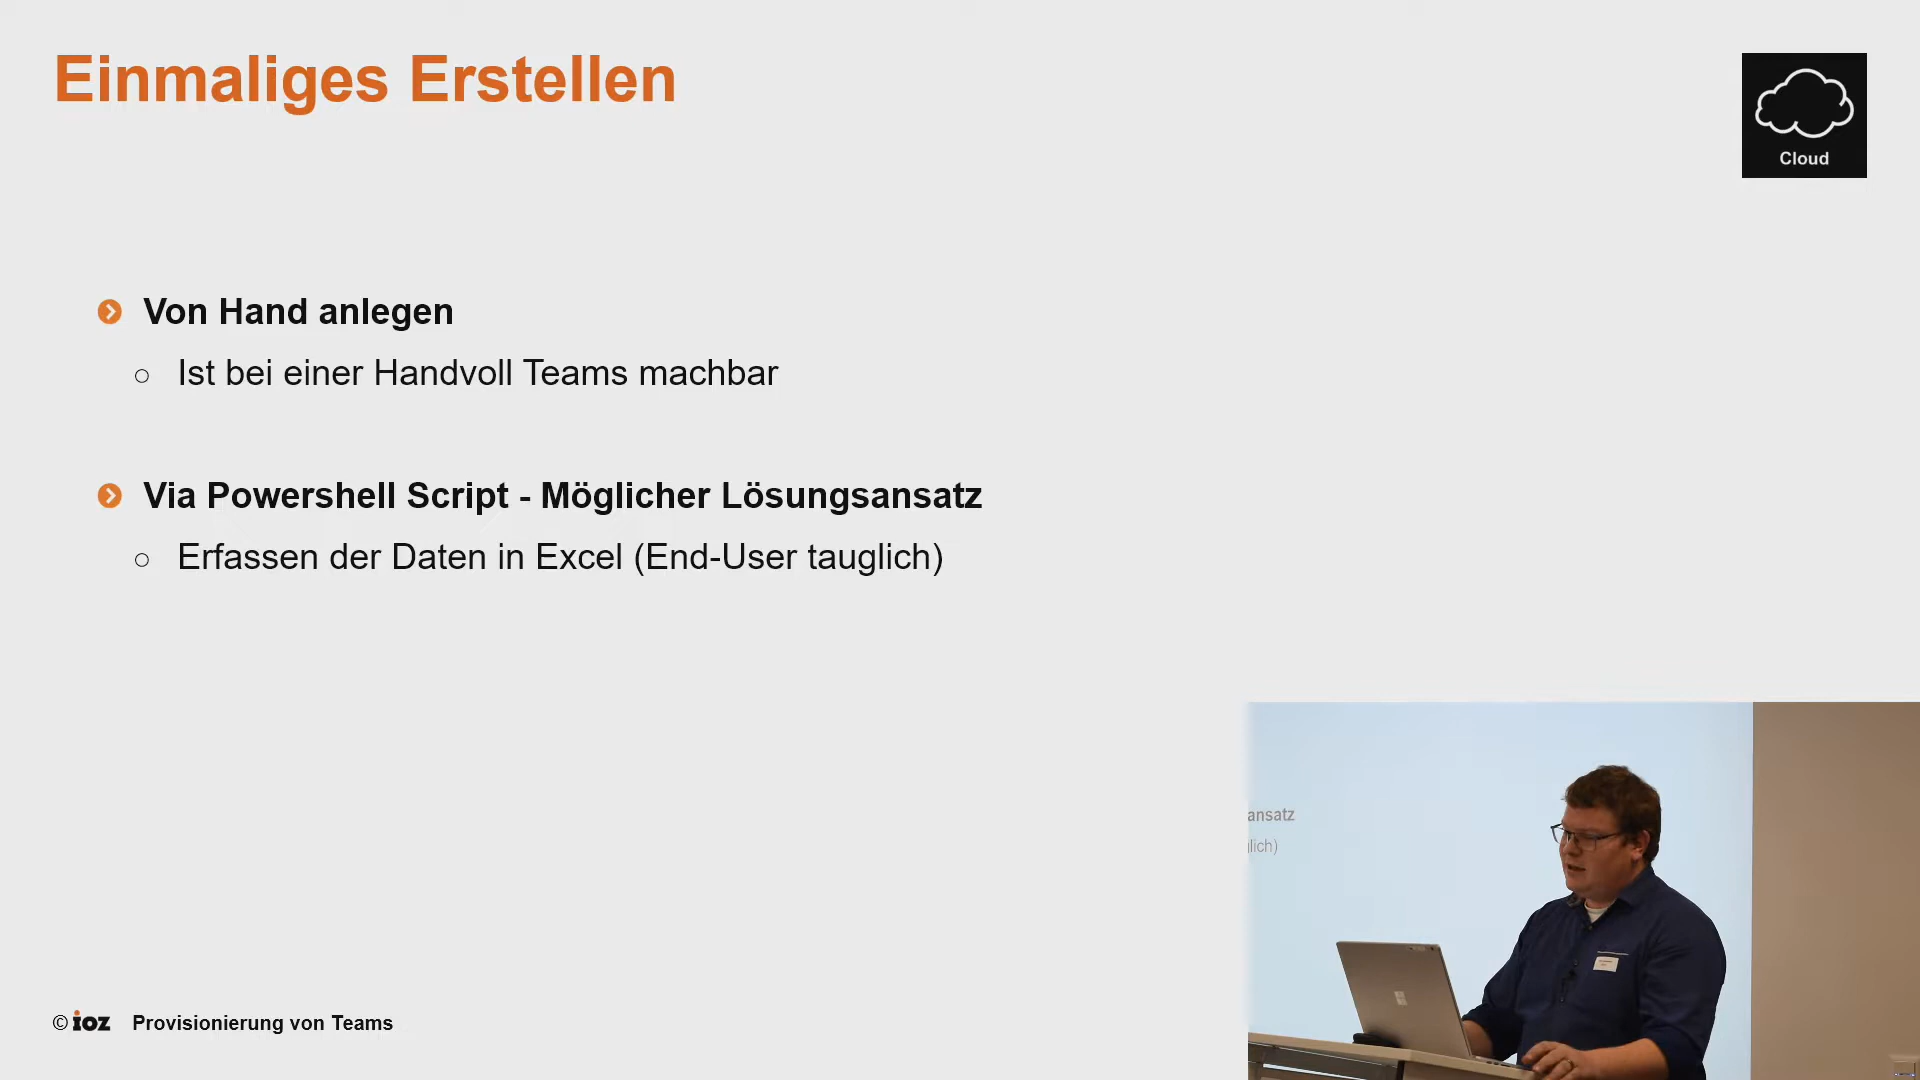 Einmaliges Erstellen
Cloud
Von Hand anlegen
○ Ist bei einer Handvoll Teams machbar
Via Powershell Script - Möglicher Lösungsansatz
○ Erfassen der Daten in Excel (End-User tauglich)
ansatz
lich)
© ioz Provisionierung von Teams